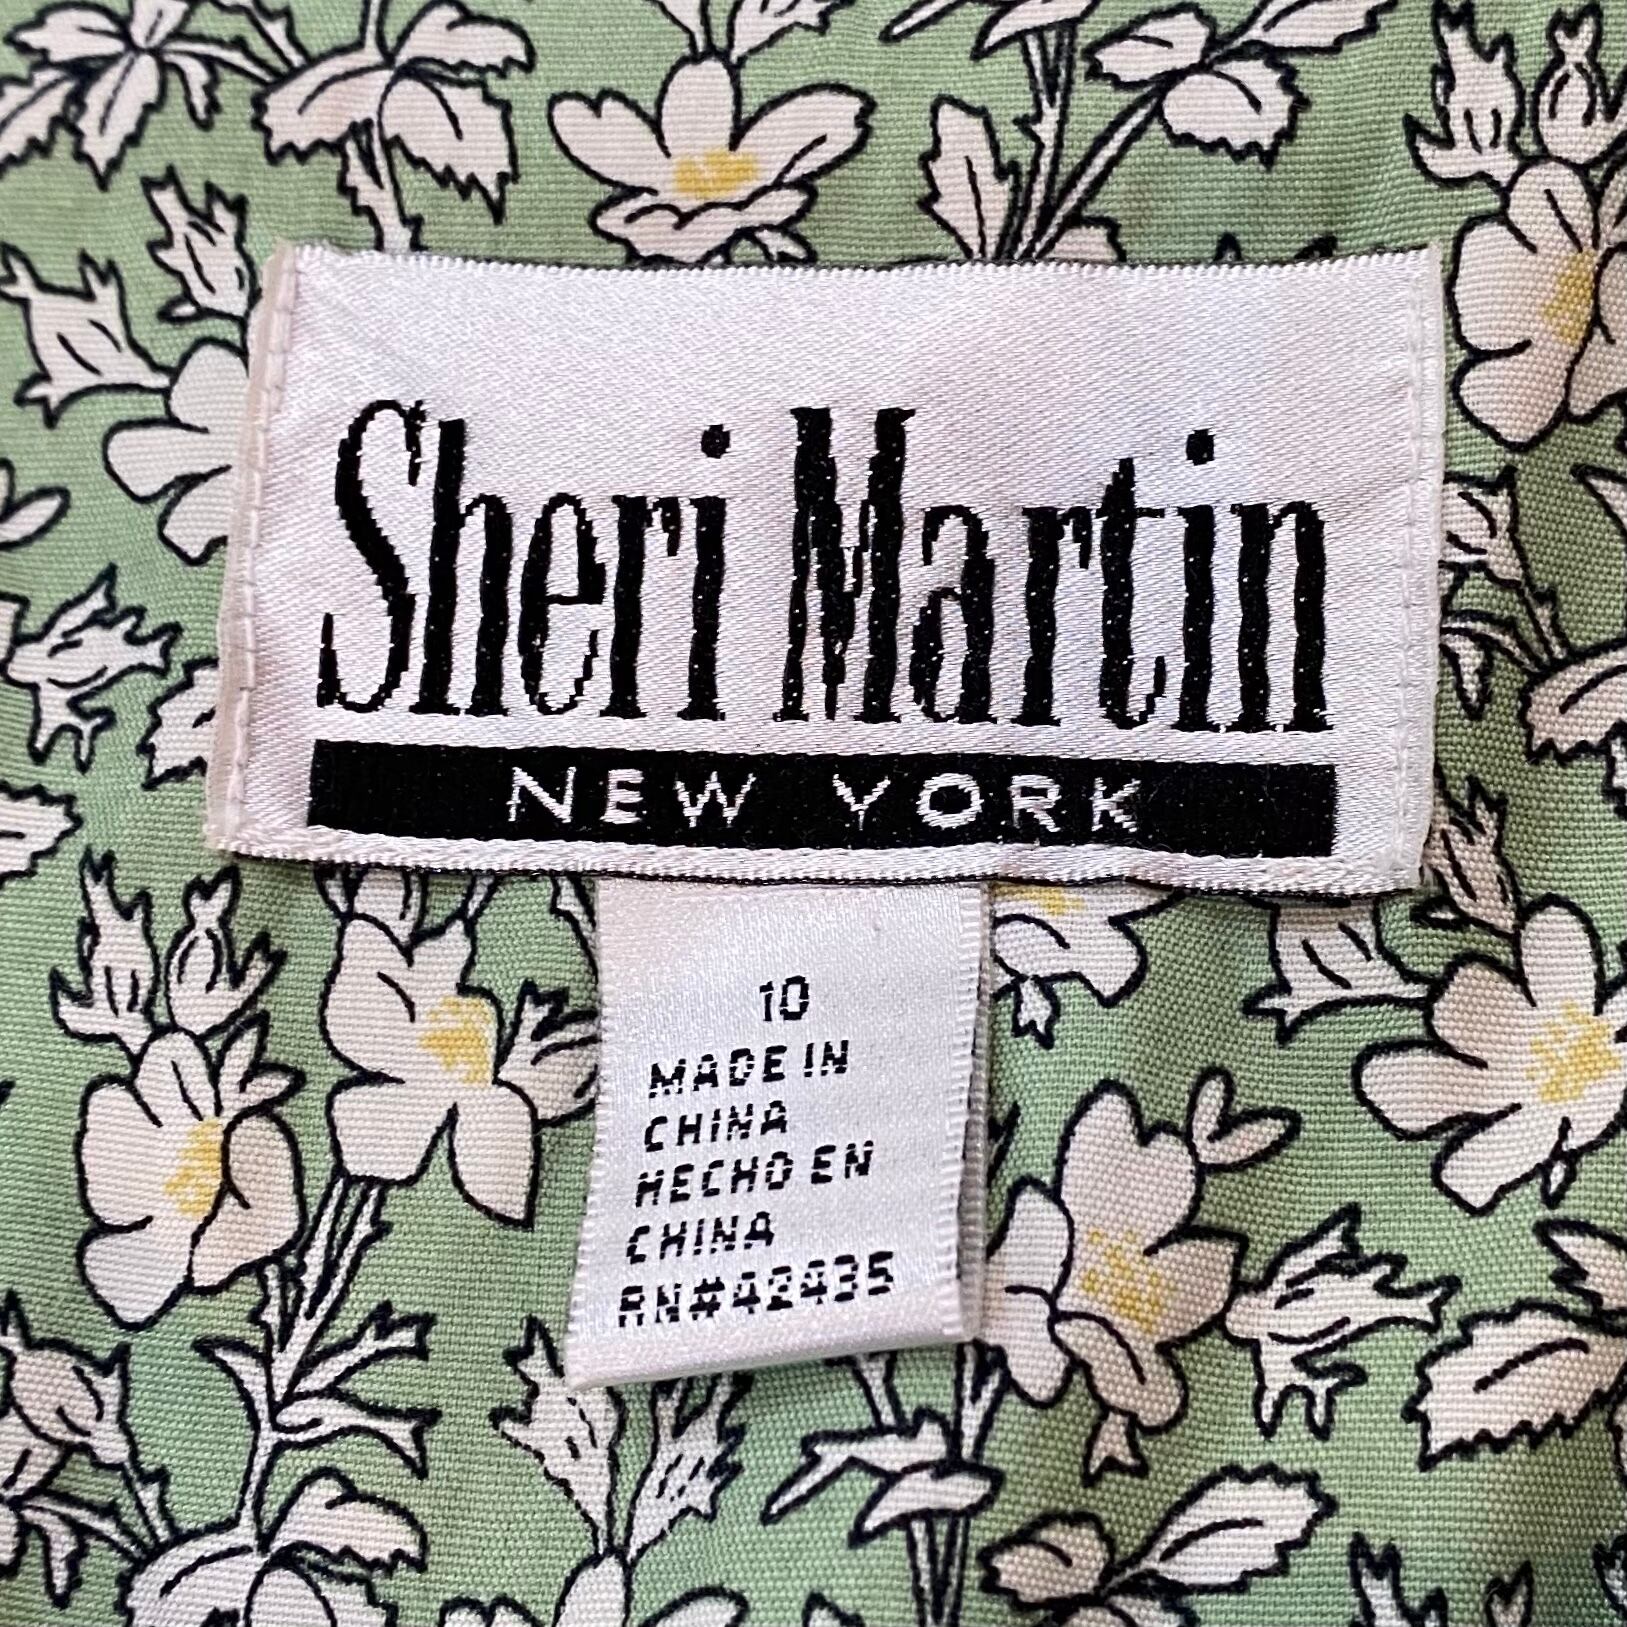 Sheri Martin
NEW YORK
10
MADE IN
CHINA
HECHO EN
CHINA
RN#42435